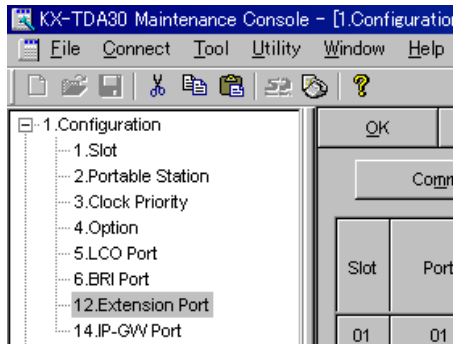 KX-TDA30 Maintenance Console - [1.Configuratio
File Connect Tool Utility Window Help
1.Configuration
1.Slot
2.Portable Station
3.Clock Priority
4.Option
5.LCO Port
6.BRI Port
12.Extension Port
14.IP-GW Port
OK
Comm
Slot Port
01 01